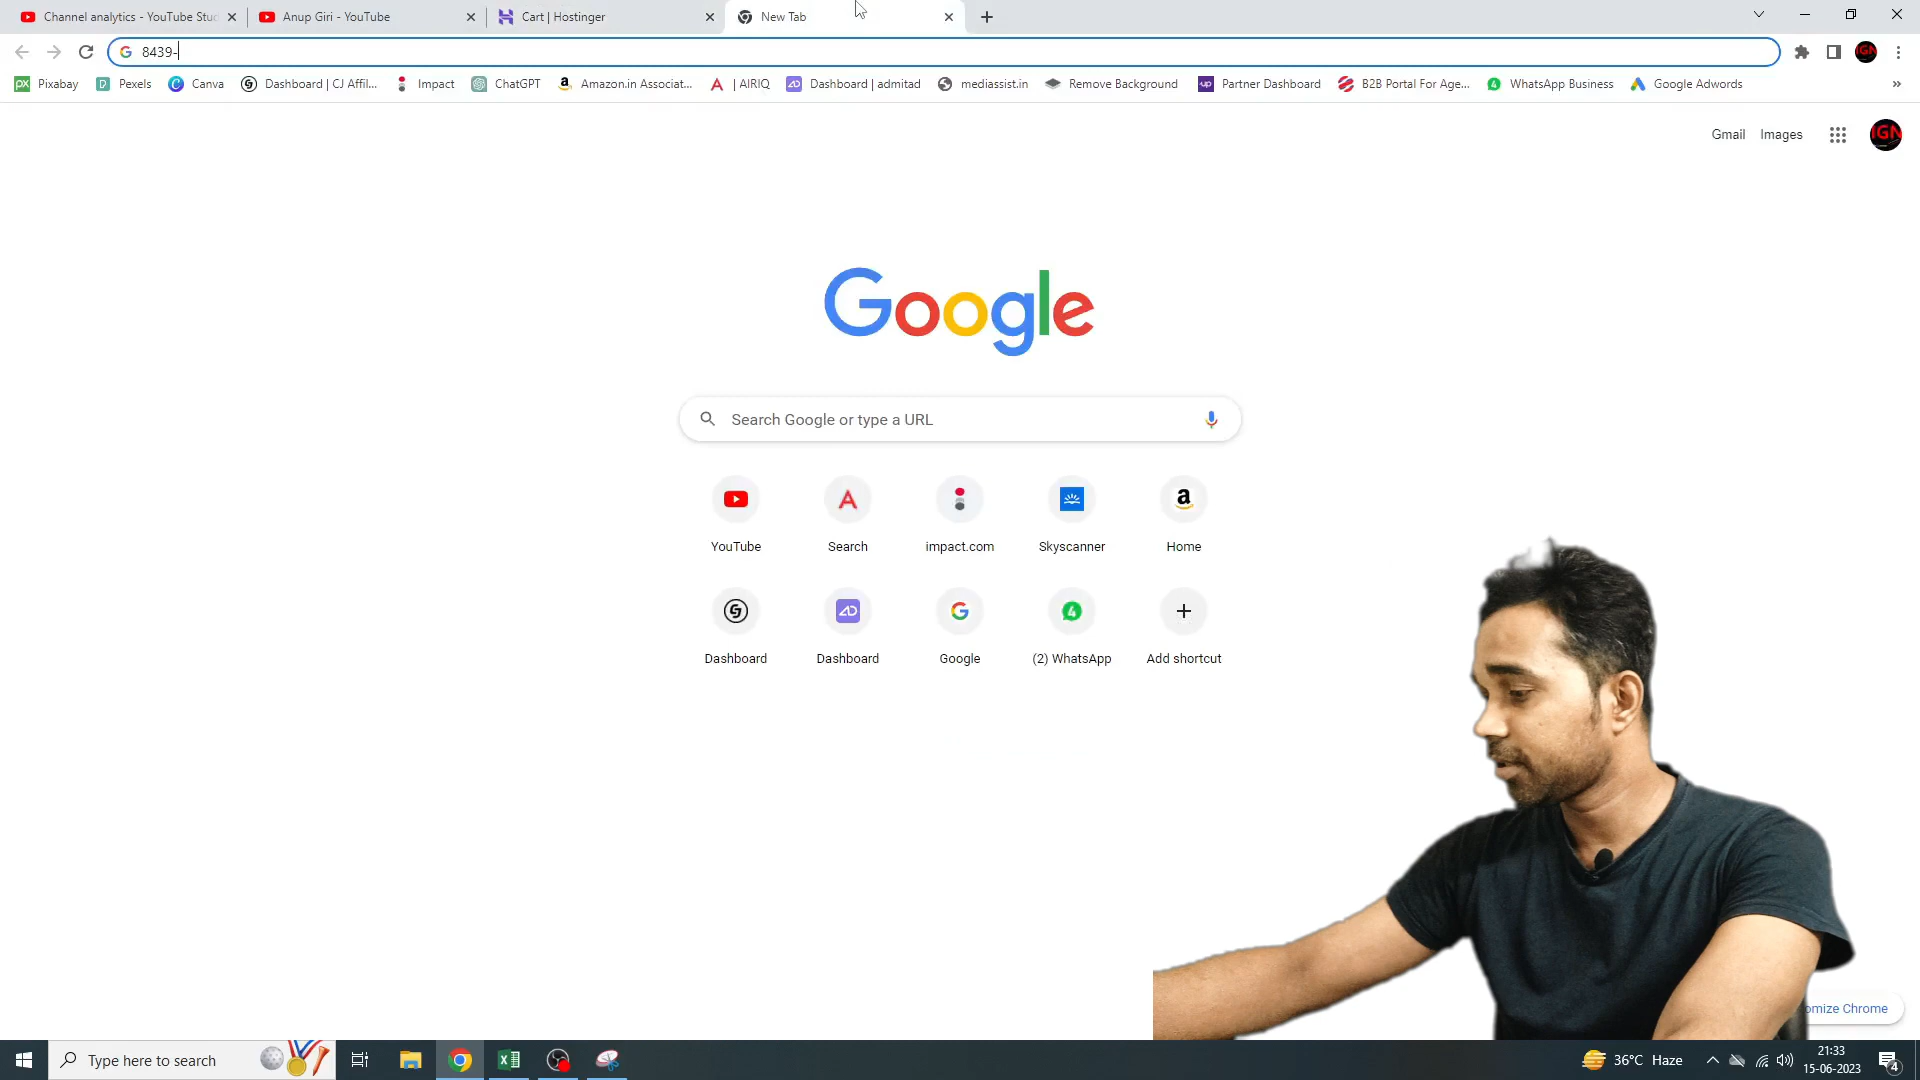 Channel analytics - YouTube Stu
Anup Giri - YouTube
Cart | Hostinger
New Tab
8439-
Pixabay
Pexels
Canva
Dashboard | CJ Affil...
Impact
ChatGPT
Amazon.in Associat...
| AIRIQ
Dashboard | admitad
mediassist.in
Remove Background
Partner Dashboard
B2B Portal For Age...
WhatsApp Business
Google Adwords
Gmail
Images
IGN
Google
Search Google or type a URL
YouTube
Search
impact.com
Skyscanner
Home
Dashboard
Dashboard
Google
(2) WhatsApp
Add shortcut
omize Chrome
Type here to search
36°C Haze
21:33
15-06-2023
4